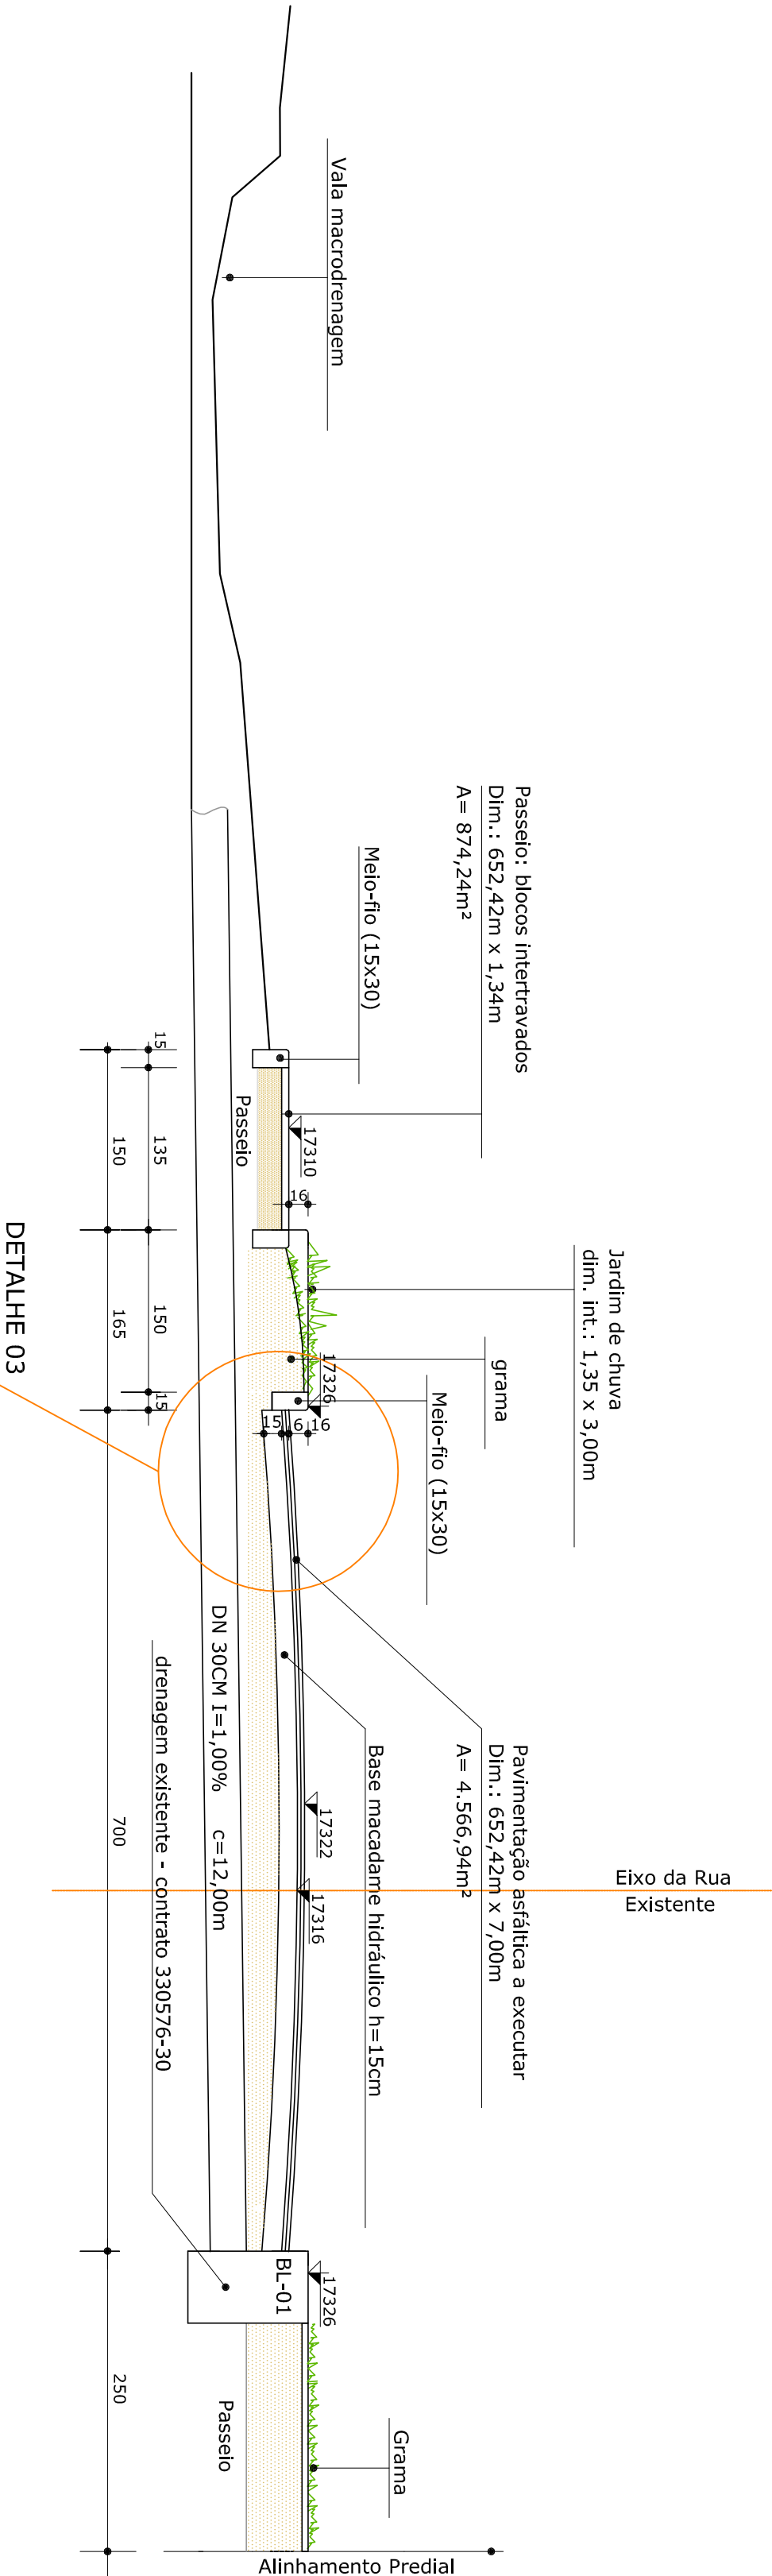 Vala macrodrenagem
Passeio: blocos intertravados
Dim.: 652,42m x 1,34m
A= 874,24m²
Meio-fio (15x30)
Jardim de chuva
dim. int.: 1,35 x 3,00m
grama
Meio-fio (15x30)
Pavimentação asfáltica a executar
Dim.: 652,42m x 7,00m
A= 4.566,94m²
Base macadame hidráulico h=15cm
Eixo da Rua
Existente
Grama
Alinhamento Predial
17310
16
17326
15
6
16
17322
17316
17326
BL-01
Passeio
Passeio
DN 30CM I=1,00% c=12,00m
drenagem existente - contrato 330576-30
15
135
150
15
150
165
700
250
DETALHE 03